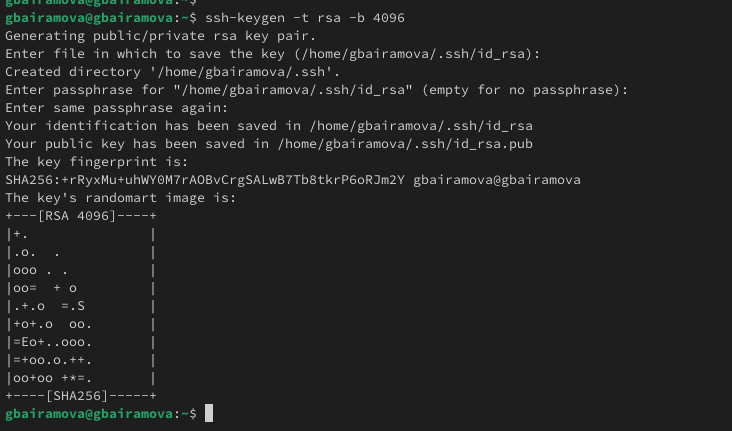 gbairamova@gbairamova:~$
gbairamova@gbairamova:~$ ssh-keygen -t rsa -b 4096
Generating public/private rsa key pair.
Enter file in which to save the key (/home/gbairamova/.ssh/id_rsa):
Created directory '/home/gbairamova/.ssh'.
Enter passphrase for "/home/gbairamova/.ssh/id_rsa" (empty for no passphrase):
Enter same passphrase again:
Your identification has been saved in /home/gbairamova/.ssh/id_rsa
Your public key has been saved in /home/gbairamova/.ssh/id_rsa.pub
The key fingerprint is:
SHA256:+rRyxMu+uhWY0M7rAOBvCrgSALwB7Tb8tkrP6oRJm2Y gbairamova@gbairamova
The key's randomart image is:
+---[RSA 4096]----+
|+.               |
|.o.  .           |
|ooo . .          |
|oo=  + o         |
|.+.o  =.S        |
|+o+.o  oo.       |
|=Eo+..ooo.       |
|=+oo.o.++.       |
|oo+oo +*=.       |
+----[SHA256]-----+
gbairamova@gbairamova:~$